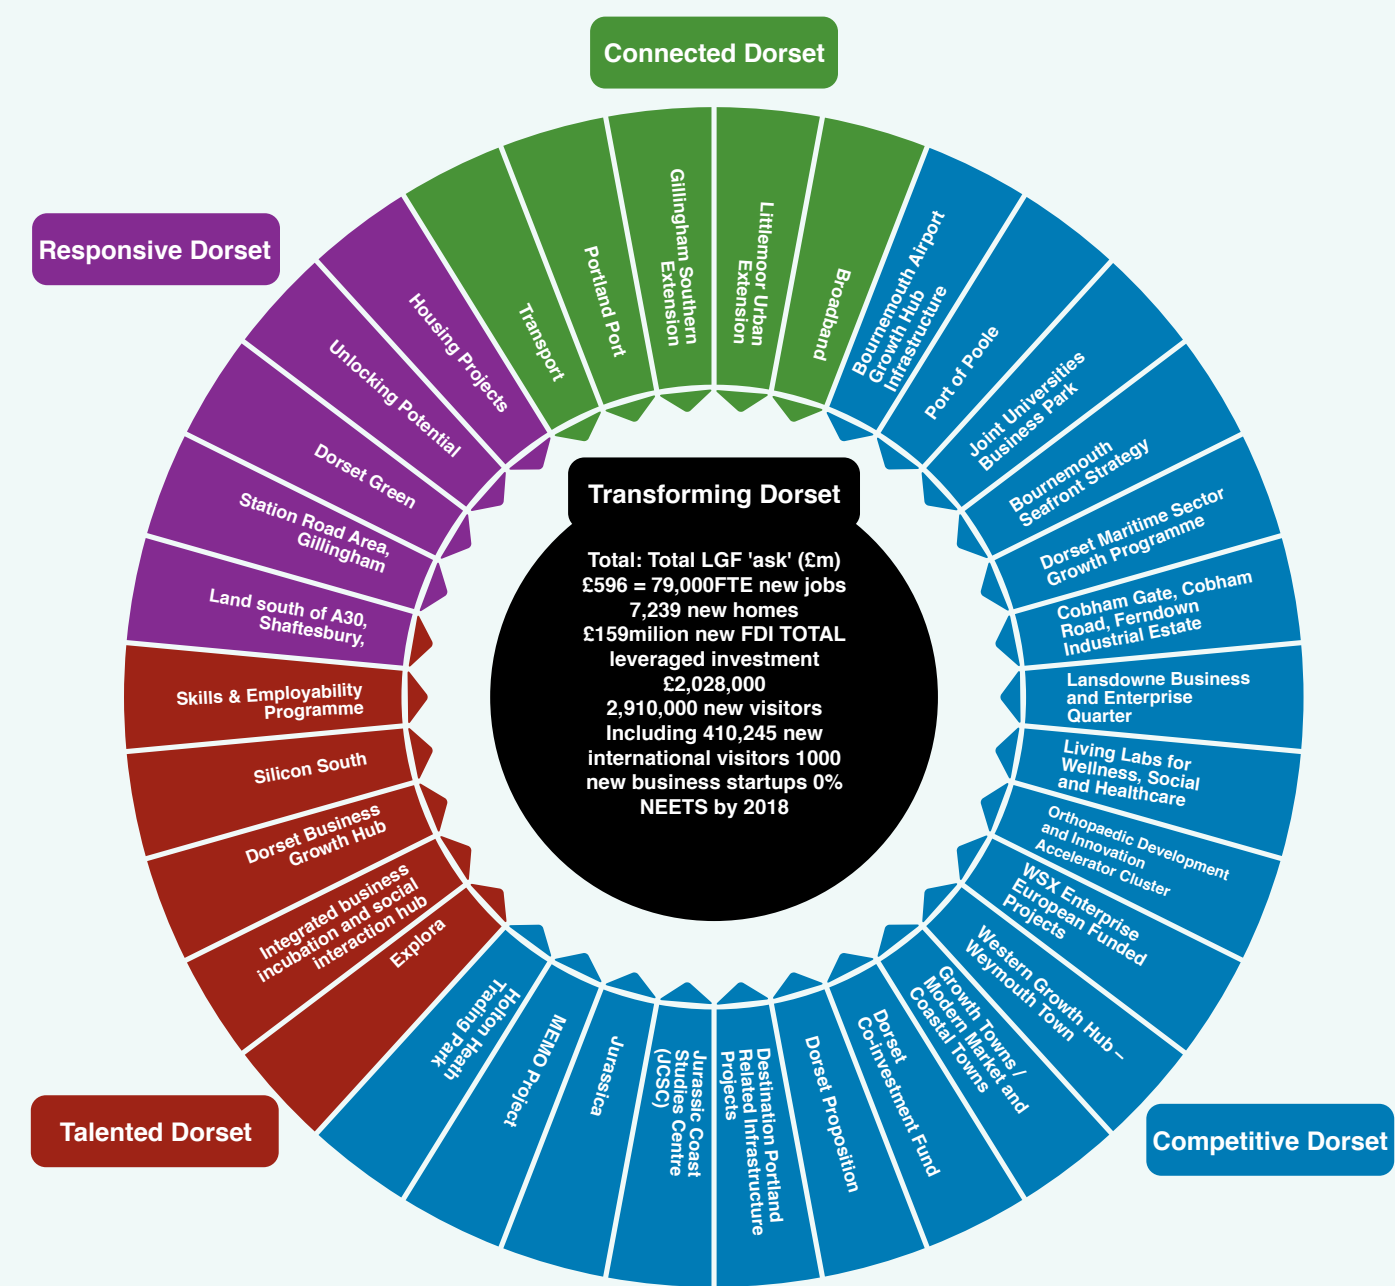 Connected Dorset
Responsive Dorset
Transport
Portland Port
Gillingham Southern
Extension
Littlemoor Urban
Extension
Broadband
Bournemouth Airport
Growth Hub
Infrastructure
Port of Poole
Joint Universities
Business Park
Bournemouth
Seafront Strategy
Dorset Maritime Sector
Growth Programme
Cobham Gate, Cobham
Road, Ferndown
Industrial Estate
Lansdowne Business
and Enterprise
Quarter
Living Labs for
Wellness, Social
and Healthcare
Orthopaedic Development
and Innovation
Accelerator Cluster
WSX Enterprise
European Funded
Projects
Western Growth Hub –
Weymouth Town
Growth Towns /
Modern Market and
Coastal Towns
Dorset
Co-investment Fund
Dorset Proposition
Destination Portland
Related Infrastructure
Projects
Jurassic Coast
Studies Centre
(JCSC)
Jurassica
MEMO Project
Holton Heath
Trading Park
Explora
Integrated business
incubation and social
interaction hub
Dorset Business
Growth Hub
Silicon South
Skills & Employability
Programme
Land south of A30,
Shaftesbury,
Station Road Area,
Gillingham
Dorset Green
Unlocking Potential
Housing Projects
Transforming Dorset
Total: Total LGF 'ask' (£m)
£596 = 79,000FTE new jobs
7,239 new homes
£159milion new FDI TOTAL
leveraged investment
£2,028,000
2,910,000 new visitors
Including 410,245 new
international visitors 1000
new business startups 0%
NEETS by 2018
Talented Dorset
Competitive Dorset